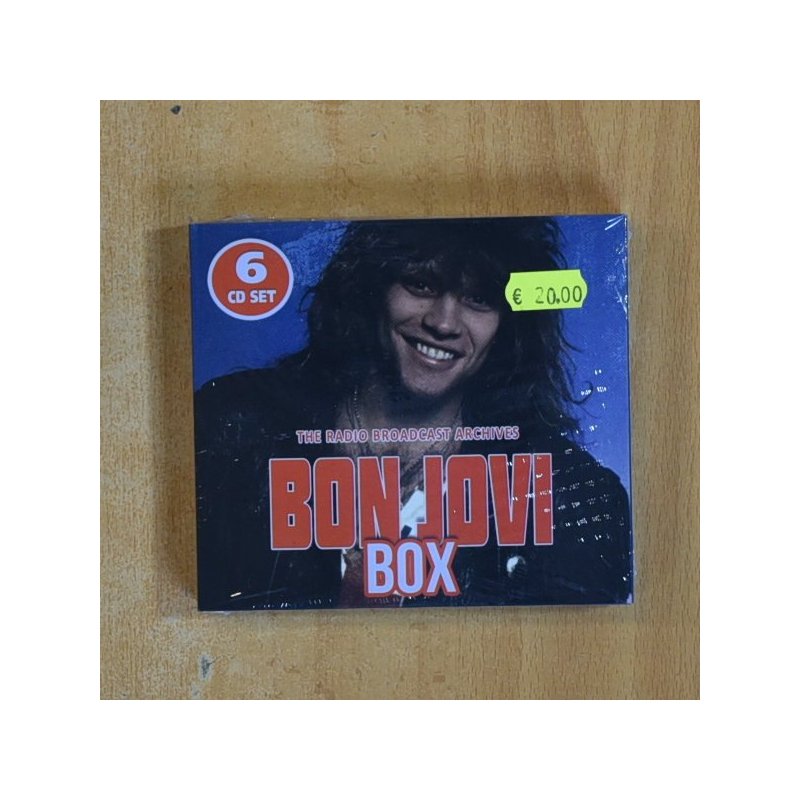 6
CD SET
€ 20.00
THE RADIO BROADCAST ARCHIVES
BON JOVI
BOX